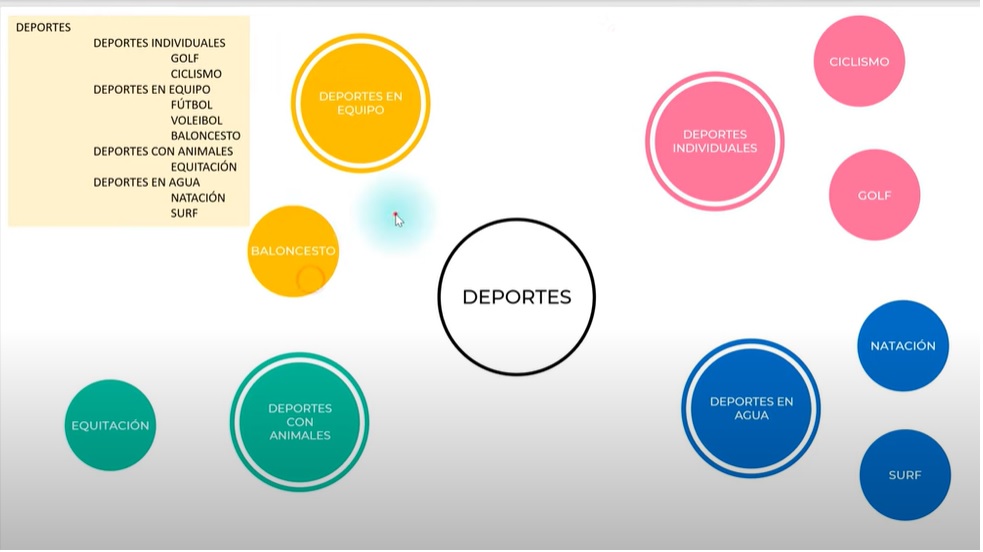 DEPORTES
DEPORTES INDIVIDUALES
GOLF
CICLISMO
DEPORTES EN EQUIPO
FÚTBOL
VOLEIBOL
BALONCESTO
DEPORTES CON ANIMALES
EQUITACIÓN
DEPORTES EN AGUA
NATACIÓN
SURF
DEPORTES EN
EQUIPO
BALONCESTO
DEPORTES
INDIVIDUALES
CICLISMO
GOLF
DEPORTES
EQUITACIÓN
DEPORTES
CON
ANIMALES
DEPORTES EN
AGUA
NATACIÓN
SURF